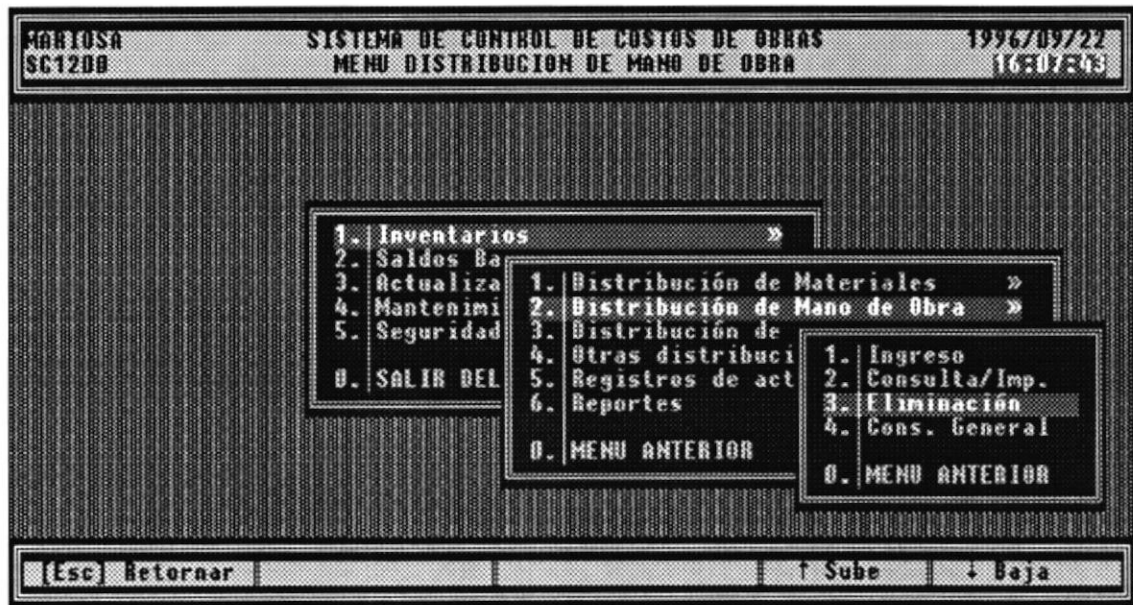 MARIOSA SISTEMA DE CONTROL DE COSTOS DE OBRAS 1996/09/22
SC1200 MENU DISTRIBUCION DE MANO DE OBRA 16:07:43
1. Inventarios »
2. Saldos Ba
3. Actualiza
4. Mantenimi
5. Seguridad
0. SALIR DEL
1. Distribución de Materiales »
2. Distribución de Mano de Obra »
3. Distribución de
4. Otras distribuci
5. Registros de act
6. Reportes
0. MENU ANTERIOR
1. Ingreso
2. Consulta/Imp.
3. Eliminación
4. Cons. General
0. MENU ANTERIOR
[Esc] Retornar ↑ Sube ↓ Baja